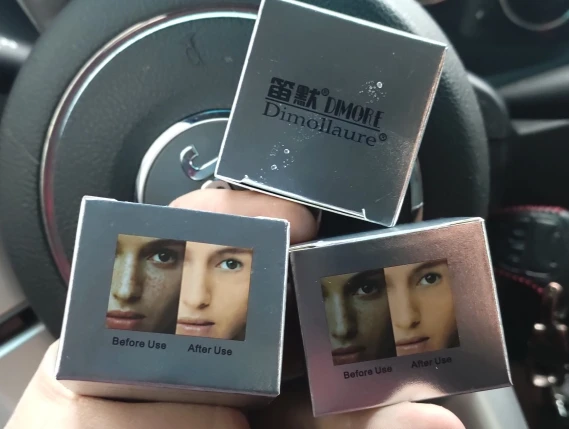 笛默® DIMORE
Dimollaure®
Before Use After Use
Before Use After Use